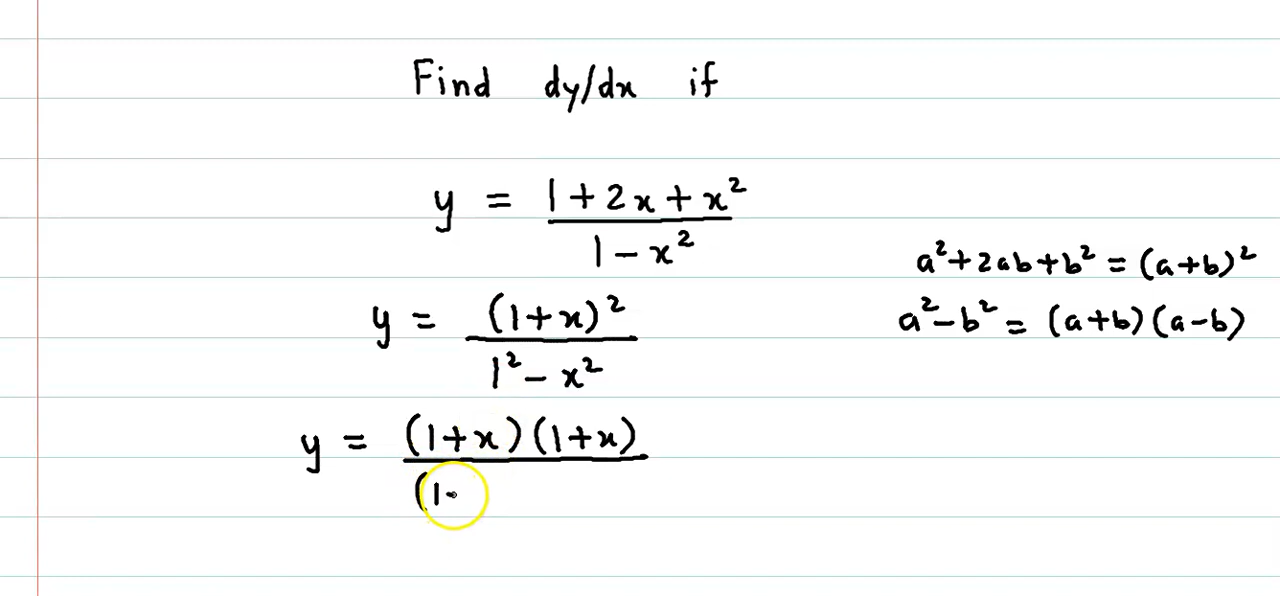 Find dy/dx if
y = 1+2x+x²
1-x²
a²+2ab+b² = (a+b)²
y = (1+x)²
1²-x²
a²-b² = (a+b)(a-b)
y = (1+x)(1+x)
(1-